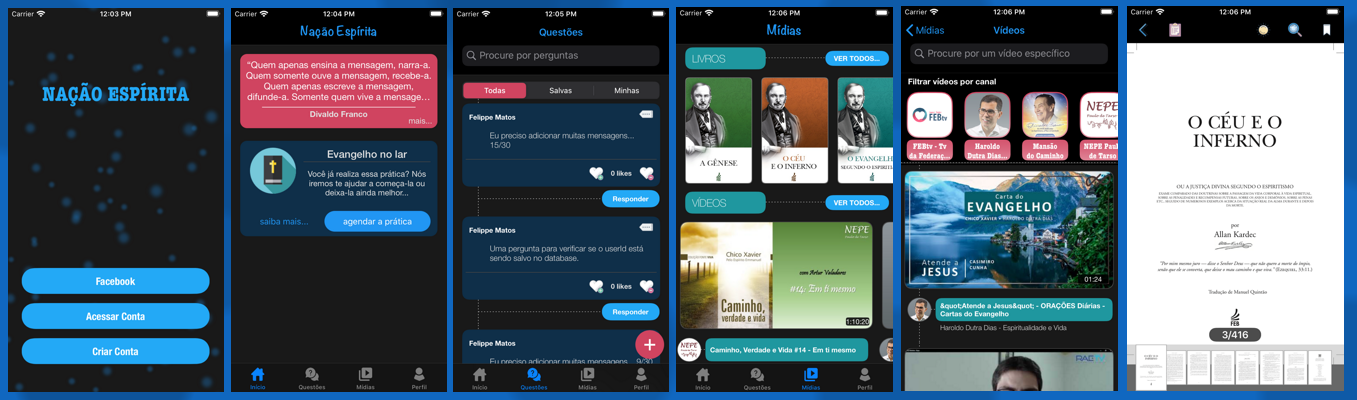 Carrier 12:03 PM
NAÇÃO ESPÍRITA
Facebook
Acessar Conta
Criar Conta
Carrier 12:04 PM
Nação Espírita
"Quem apenas ensina a mensagem, narra-a.
Quem somente ouve a mensagem, recebe-a.
Quem apenas escreve a mensagem,
difunde-a. Somente quem vive a mensage...
Divaldo Franco
mais...
Evangelho no lar
Você já realiza essa prática? Nós
iremos te ajudar a começa-la ou
deixa-la ainda melhor...
saiba mais...
agendar a prática
Início
Questões
Mídias
Perfil
Carrier 12:05 PM
Questões
Procure por perguntas
Todas
Salvas
Minhas
Felippe Matos
Eu preciso adicionar muitas mensagens...
15/30
0 likes
Responder
Felippe Matos
Uma pergunta para verificar se o userId está
sendo salvo no database.
0 likes
Responder
Felippe Matos
Eu preciso adicionar muitas mensagens... 9/30
Início
Questões
Mídias
Perfil
Carrier 12:06 PM
Mídias
LIVROS
VER TODOS...
A GÊNESE
O CÉU
E O INFERNO
O EVANGELH
SEGUNDO O ESPIRITI
VÍDEOS
VER TODOS...
Chico Xavier
Caminho,
verdade e vida
NEPE
com Artur Valadares
#14: Em ti mesmo
1:10:20
NEPE
Caminho, Verdade e Vida #14 - Em ti mesmo
Início
Questões
Mídias
Perfil
Carrier 12:06 PM
Mídias
Vídeos
Procure por um vídeo específico
Filtrar vídeos por canal
FEBtv
NEPE
FEBtv - Tv
da Federaç...
Haroldo
Dutra Dias...
Mansão
do Caminho
NEPE Paul
de Tarso
Carta do
EVANGELHO
CHICO XAVIER • HAROLDO DUTRA DIAS
Atende a
JESUS
CASIMIRO
CUNHA
01:24
&quot;Atende a Jesus&quot; - ORAÇÕES Diárias -
Cartas do Evangelho
Haroldo Dutra Dias - Espiritualidade e Vida
Carrier 12:06 PM
O CÉU E O
INFERNO
OU A JUSTIÇA DIVINA SEGUNDO O ESPIRITISMO
por
Allan Kardec
Tradução de Manuel Quintão
FEB
3/416